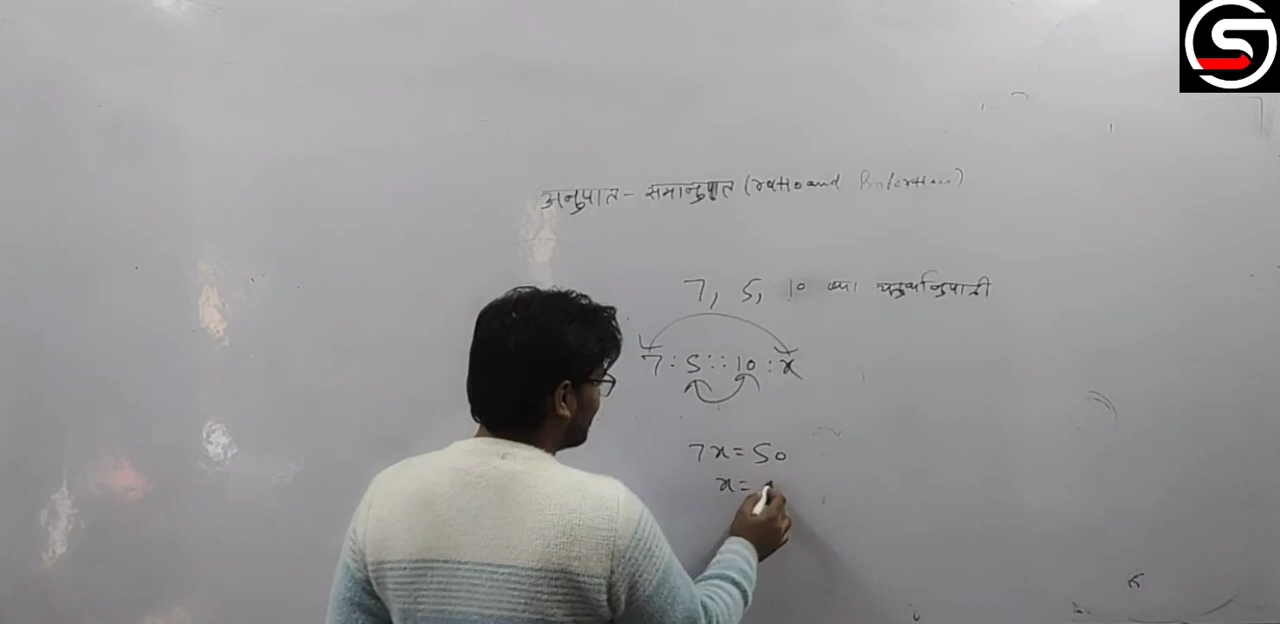 अनुपात - समानुपात (ratio and Proportion)
7, 5, 10 का चतुर्थानुपाती
7 : 5 :: 10 : x
7x = 50
x =